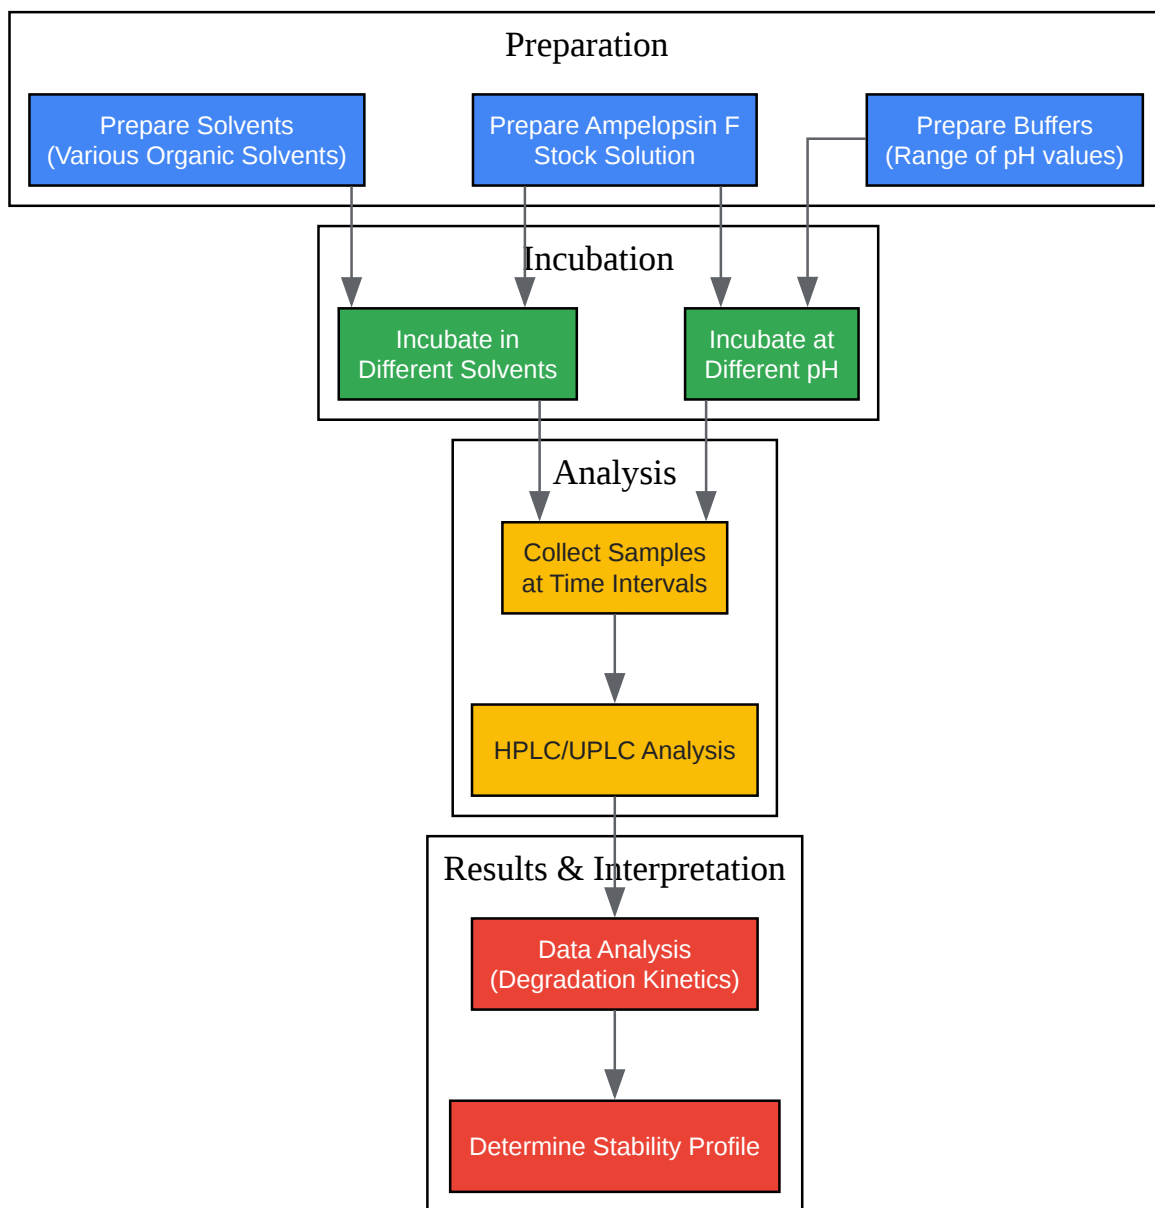 Preparation
Prepare Solvents
(Various Organic Solvents)
Prepare Ampelopsin F
Stock Solution
Prepare Buffers
(Range of pH values)
Incubation
Incubate in
Different Solvents
Incubate at
Different pH
Analysis
Collect Samples
at Time Intervals
HPLC/UPLC Analysis
Results & Interpretation
Data Analysis
(Degradation Kinetics)
Determine Stability Profile